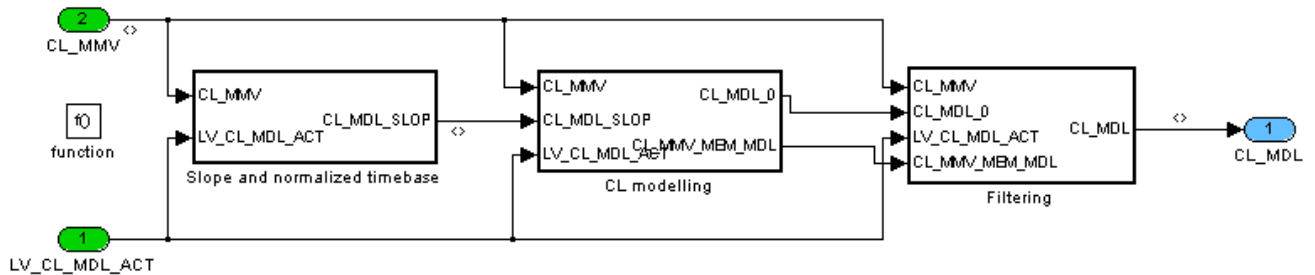 2
CL_MMV
<>
f()
function
CL_MMV
LV_CL_MDL_ACT
CL_MDL_SLOP
Slope and normalized timebase
<>
CL_MMV
CL_MDL_SLOP
LV_CL_MDL_ACT
CL_MDL_0
CL_MMV_MEM_MDL
CL modelling
CL_MMV
CL_MDL_0
LV_CL_MDL_ACT
CL_MMV_MEM_MDL
CL_MDL
Filtering
<>
1
CL_MDL
1
LV_CL_MDL_ACT